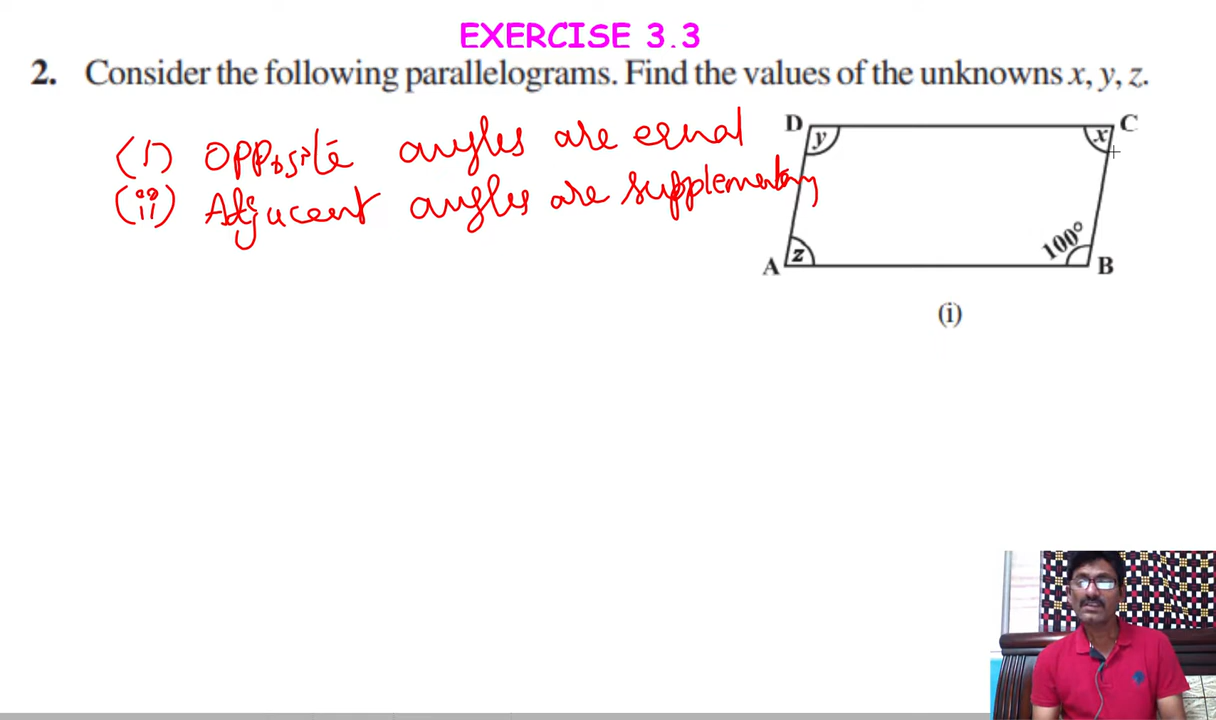 EXERCISE 3.3
2. Consider the following parallelograms. Find the values of the unknowns x, y, z.
(i) Opposite angles are equal
(ii) Adjacent angles are supplementary
D y x C
A z 100° B
(i)